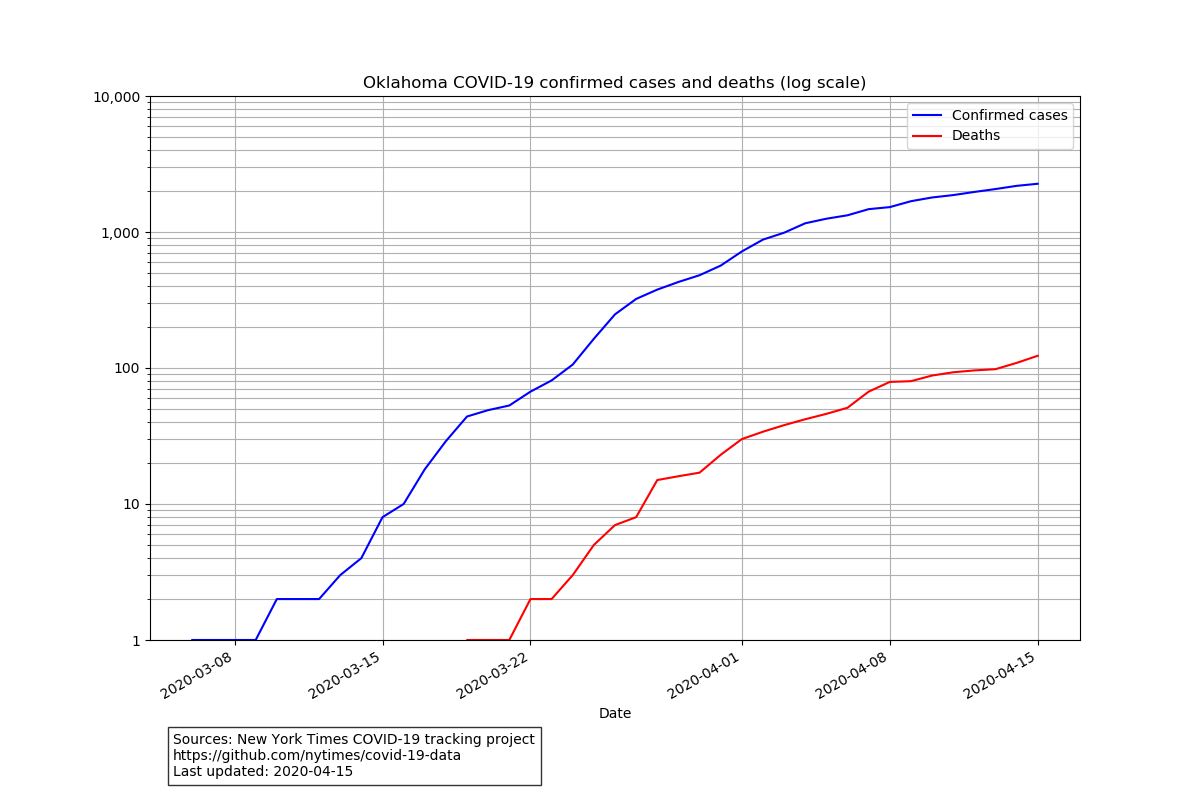 Oklahoma COVID-19 confirmed cases and deaths (log scale)
10,000
Confirmed cases
Deaths
1,000
100
10
1
2020-03-08
2020-03-15
2020-03-22
2020-04-01
2020-04-08
2020-04-15
Date
Sources: New York Times COVID-19 tracking project
https://github.com/nytimes/covid-19-data
Last updated: 2020-04-15